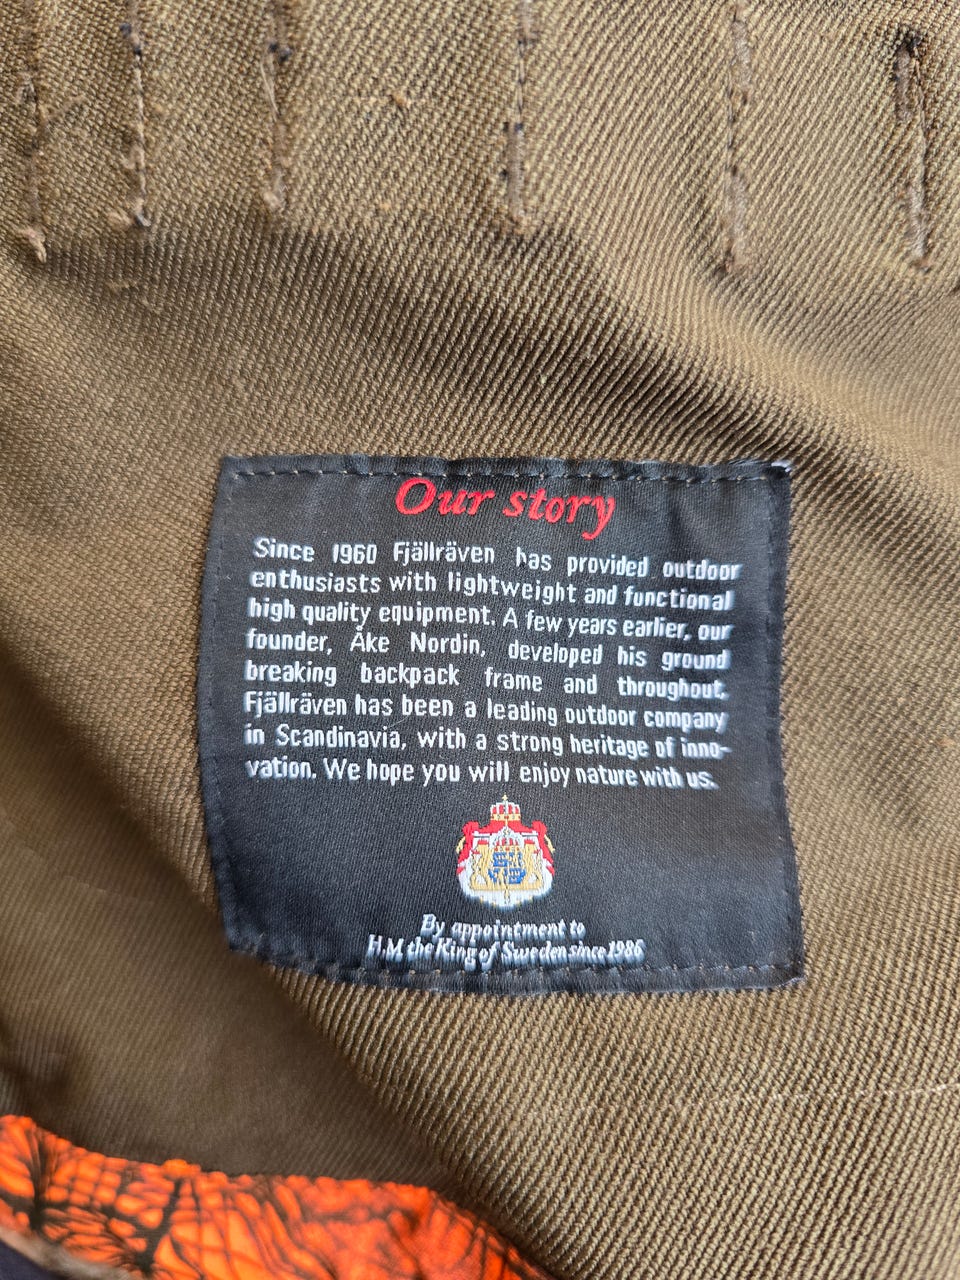 Our story
Since 1960 Fjällräven has provided outdoor
enthusiasts with lightweight and functional
high quality equipment. A few years earlier, our
founder, Åke Nordin, developed his ground
breaking backpack frame and throughout,
Fjällräven has been a leading outdoor company
in Scandinavia, with a strong heritage of inno-
vation. We hope you will enjoy nature with us.
By appointment to
H.M the King of Sweden since 1986